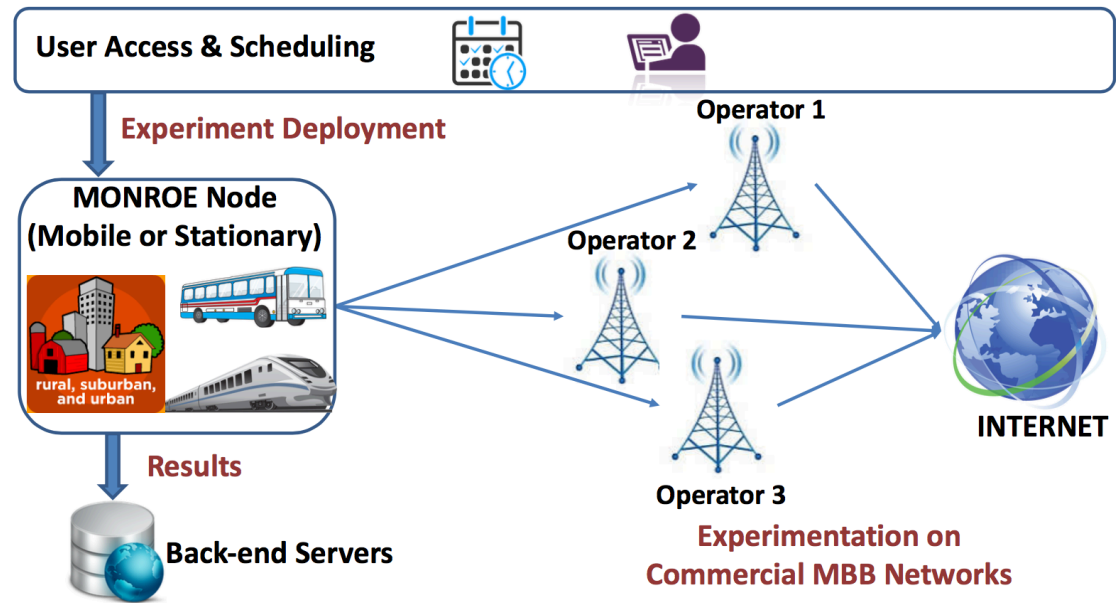 User Access & Scheduling
Experiment Deployment
Operator 1
MONROE Node
(Mobile or Stationary)
Operator 2
rural, suburban,
and urban
INTERNET
Results
Operator 3
Back-end Servers
Experimentation on
Commercial MBB Networks